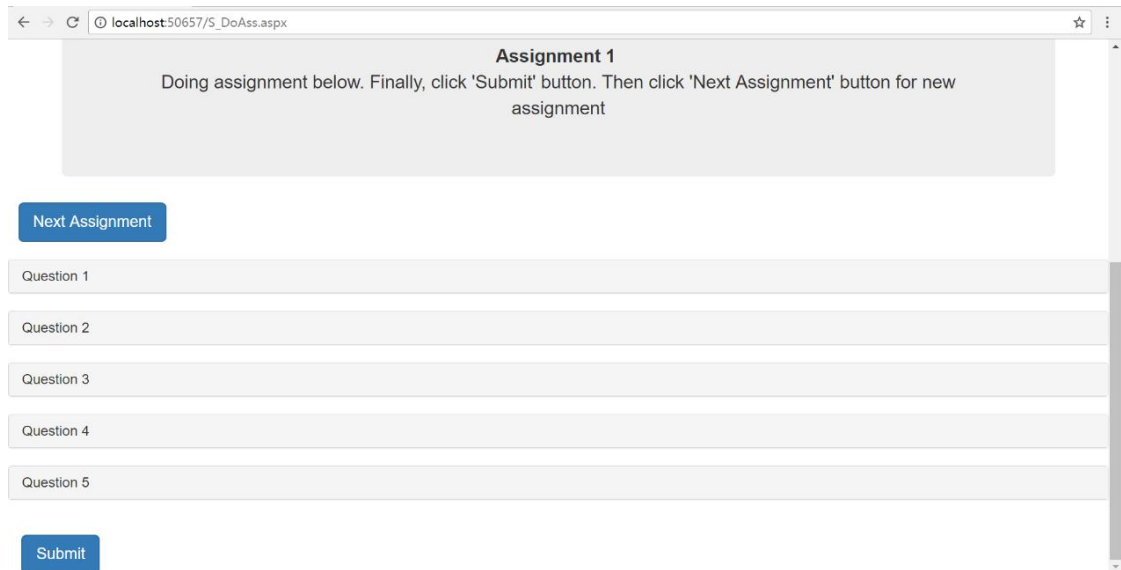 localhost:50657/S_DoAss.aspx
Assignment 1
Doing assignment below. Finally, click 'Submit' button. Then click 'Next Assignment' button for new
assignment
Next Assignment
Question 1
Question 2
Question 3
Question 4
Question 5
Submit